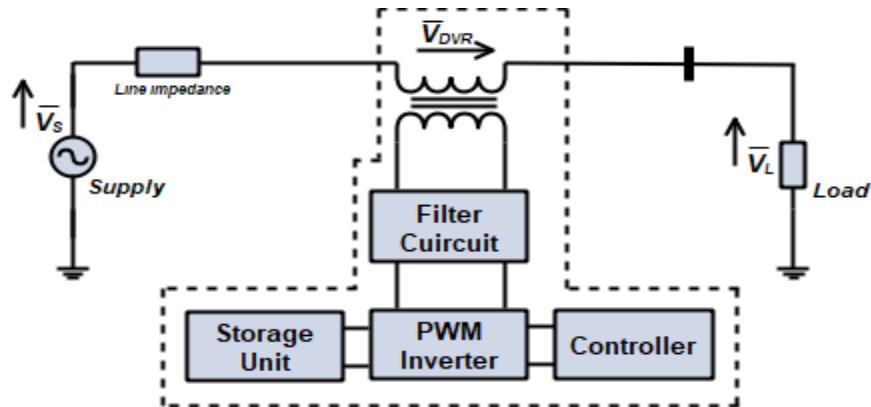 V̅DVR
Line Impedance
V̅S
Supply
V̅L
Load
Filter
Cuircuit
Storage
Unit
PWM
Inverter
Controller